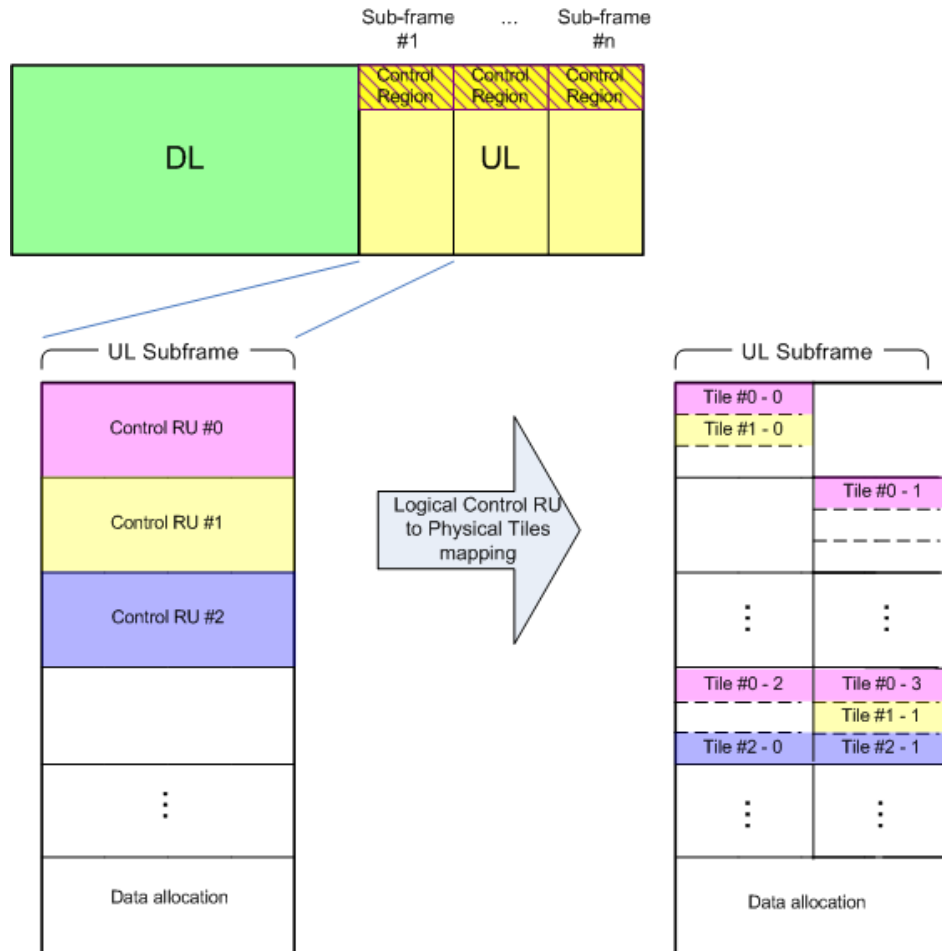 Sub-frame ... Sub-frame
#1 #n
Control Control Control
Region Region Region
DL UL
UL Subframe
Control RU #0
Control RU #1
Control RU #2
⋮
Data allocation
Logical Control RU
to Physical Tiles
mapping
UL Subframe
Tile #0 - 0
Tile #1 - 0
Tile #0 - 1
⋮ ⋮
Tile #0 - 2 Tile #0 - 3
Tile #1 - 1
Tile #2 - 0 Tile #2 - 1
⋮ ⋮
Data allocation